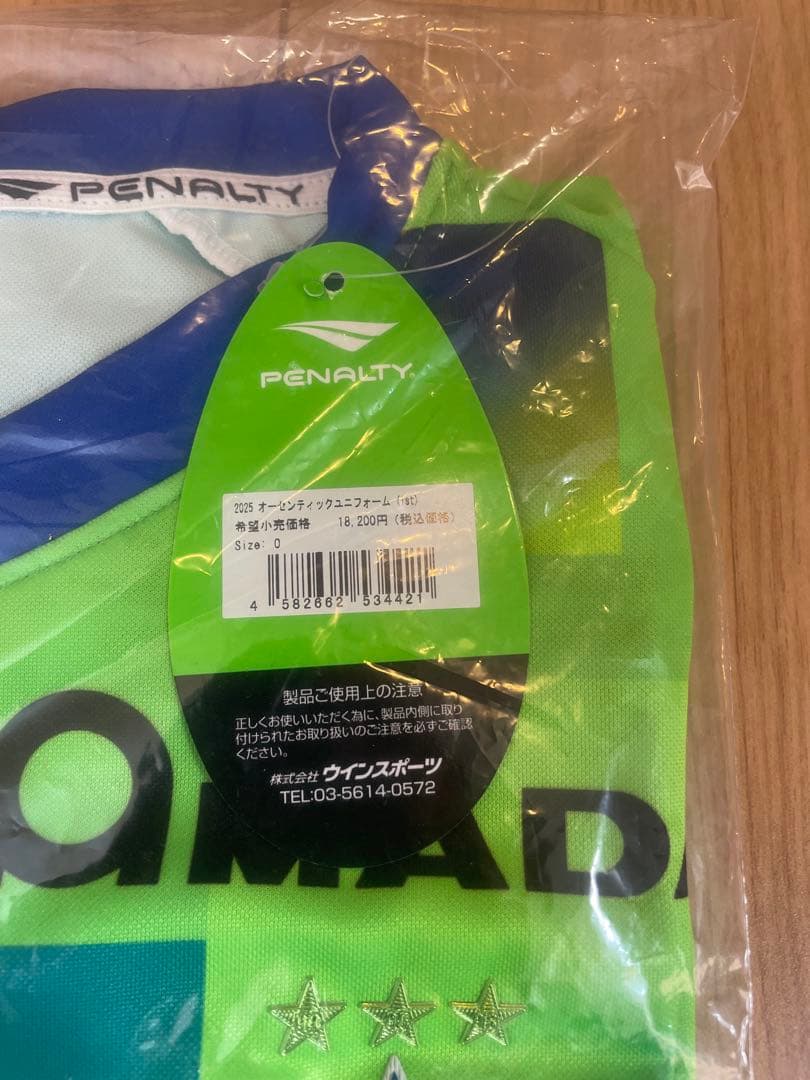 PENALTY
PENALTY
2025 オーセンティックユニフォーム (1st)
希望小売価格 18,200円 (税込価格)
Size: O
4 582662 534421
製品ご使用上の注意
正しくお使いいただく為に、製品内側に取り
付けられたお取り扱いのご注意を必ずご確認
ください。
株式会社 ウインスポーツ
TEL:03-5614-0572
aMADA